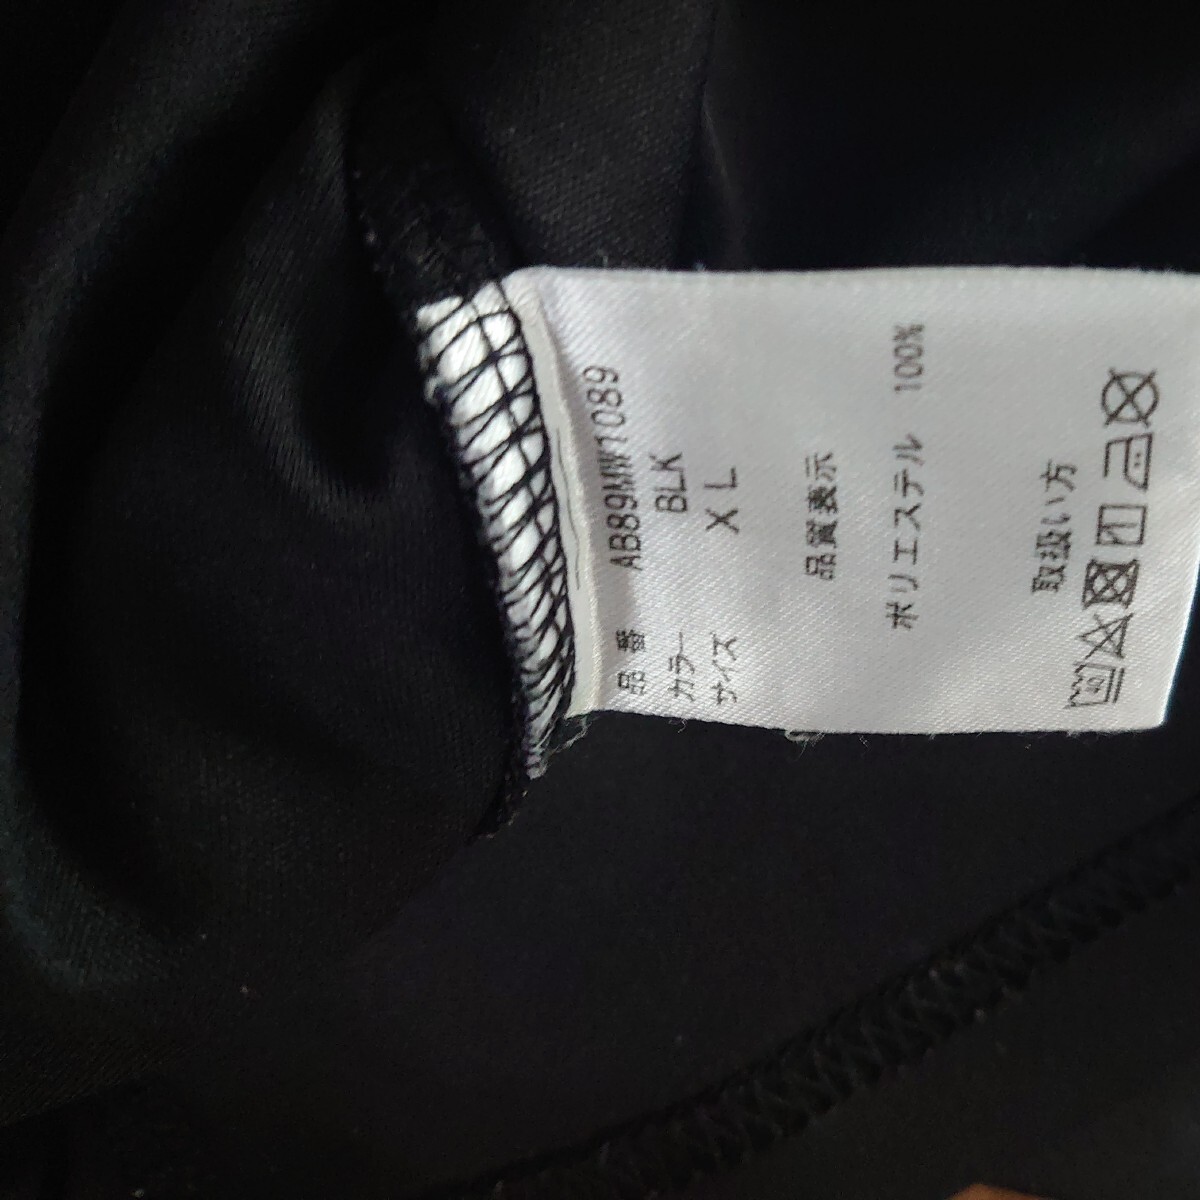 品番 AB89MW1089
カラー BLK
サイズ XL
品質表示
ポリエステル 100%
取扱い方
40